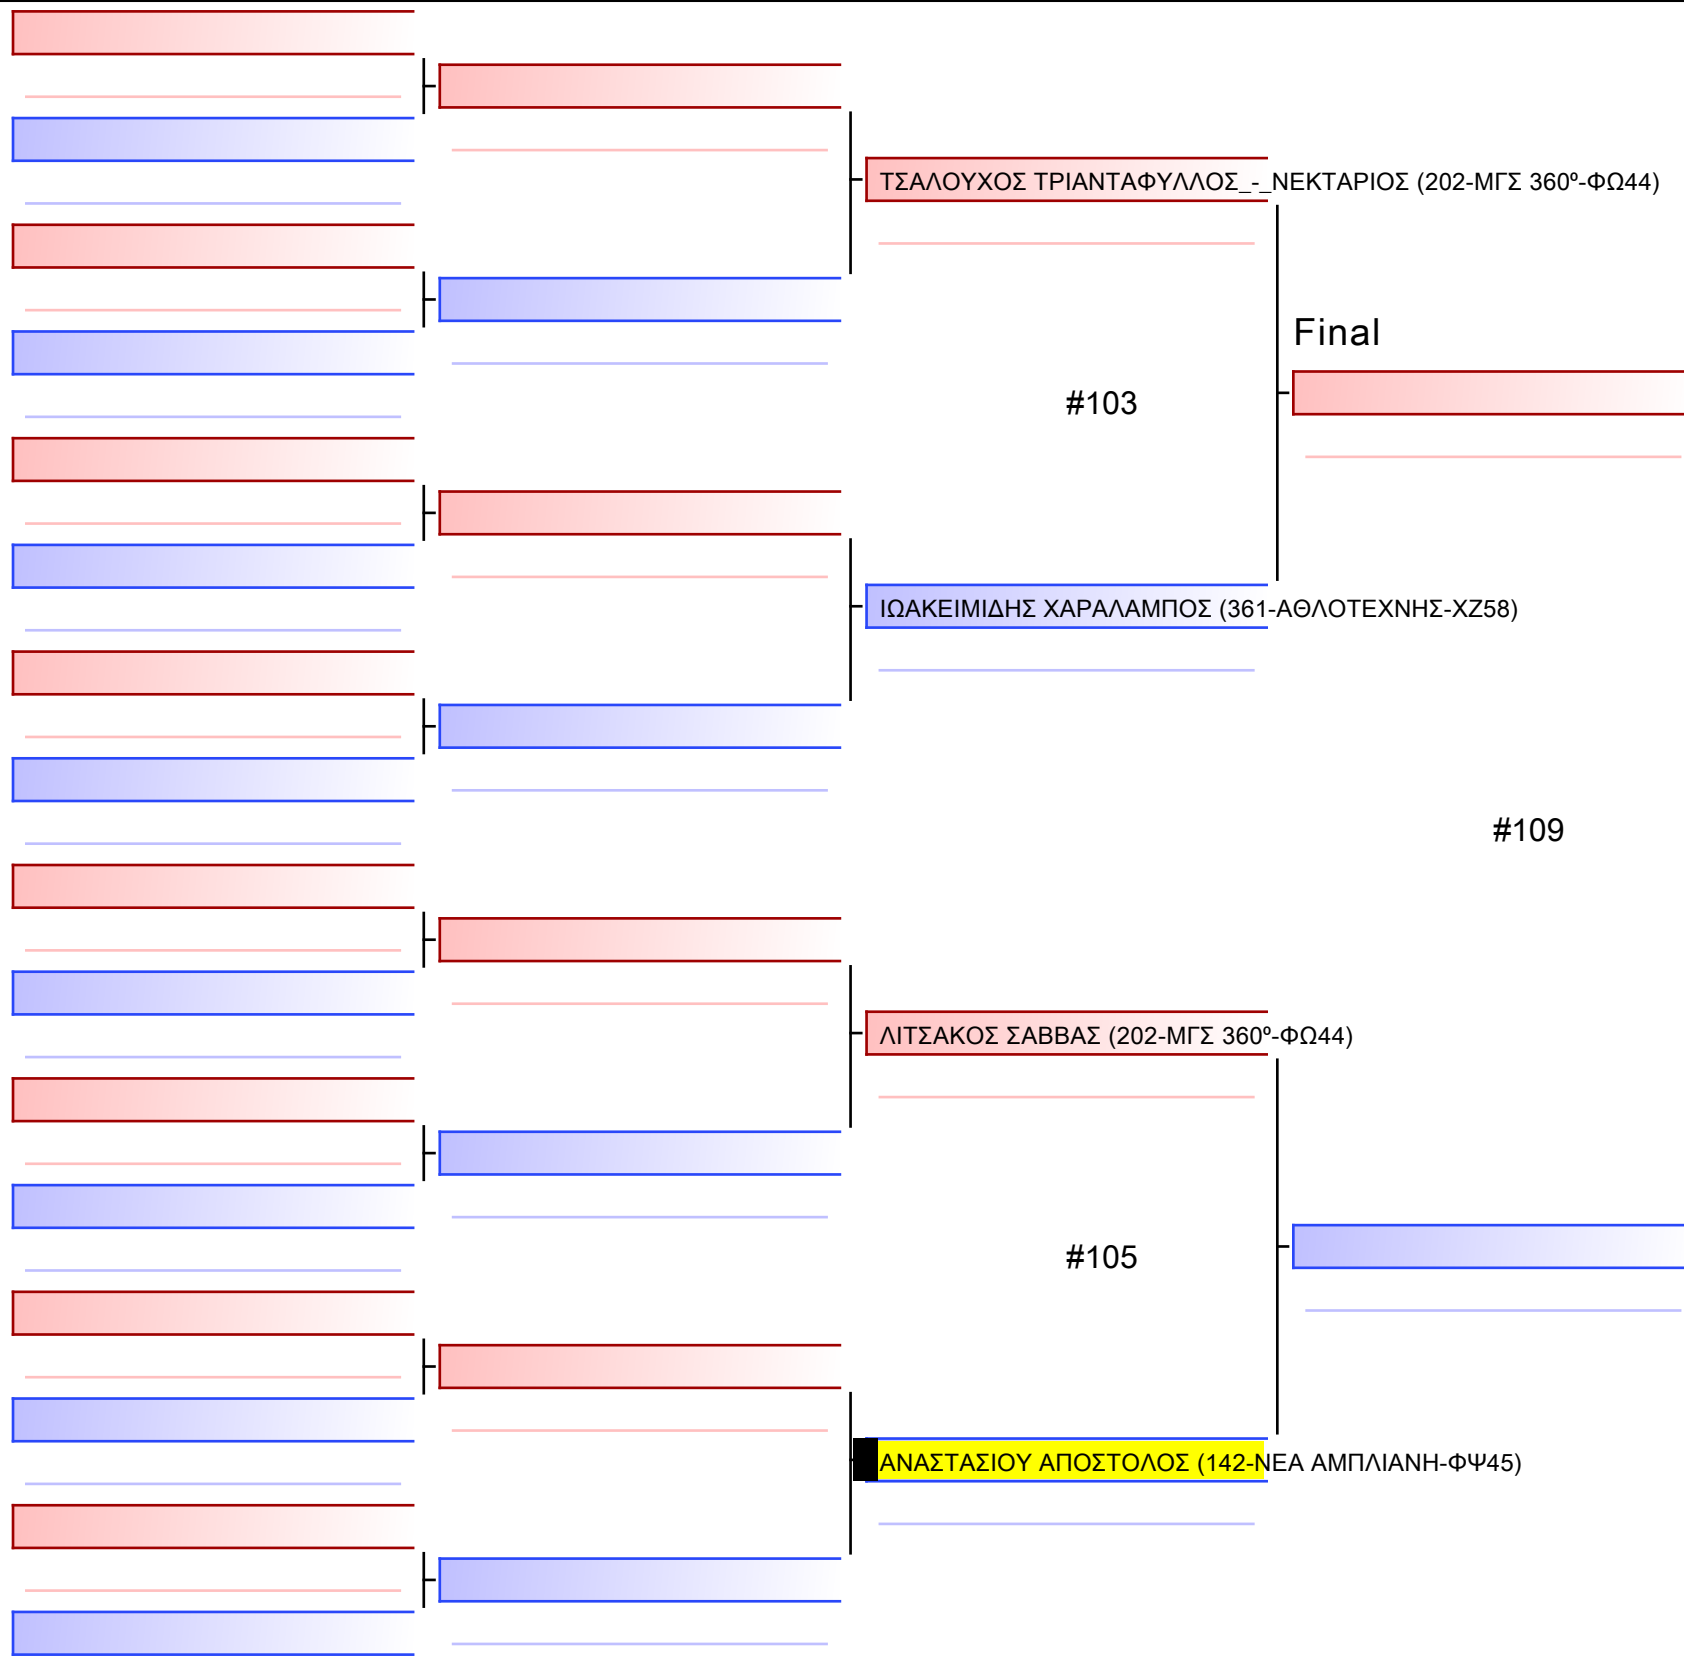 ΤΣΑΛΟΥΧΟΣ ΤΡΙΑΝΤΑΦΥΛΛΟΣ_-_ΝΕΚΤΑΡΙΟΣ (202-ΜΓΣ 360º-ΦΩ44)
Final
#103
ΙΩΑΚΕΙΜΙΔΗΣ ΧΑΡΑΛΑΜΠΟΣ (361-ΑΘΛΟΤΕΧΝΗΣ-ΧΖ58)
#109
ΛΙΤΣΑΚΟΣ ΣΑΒΒΑΣ (202-ΜΓΣ 360º-ΦΩ44)
#105
ΑΝΑΣΤΑΣΙΟΥ ΑΠΟΣΤΟΛΟΣ (142-ΝΕΑ ΑΜΠΛΙΑΝΗ-ΦΨ45)